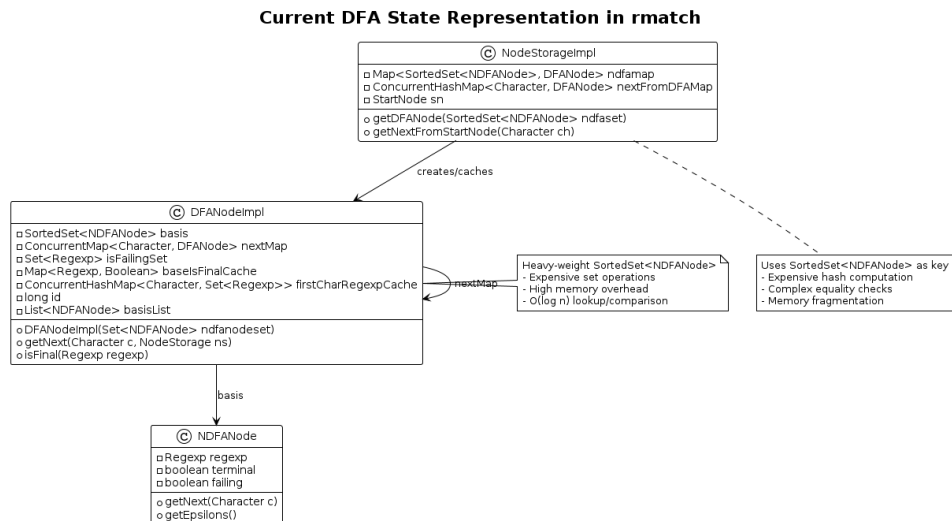 Current DFA State Representation in rmatch
C NodeStorageImpl
Map<SortedSet<NDFANode>, DFANode> ndfamap
ConcurrentHashMap<Character, DFANode> nextFromDFAMap
StartNode sn
getDFANode(SortedSet<NDFANode> ndfaset)
getNextFromStartNode(Character ch)
creates/caches
C DFANodeImpl
SortedSet<NDFANode> basis
ConcurrentMap<Character, DFANode> nextMap
Set<Regexp> isFailingSet
Map<Regexp, Boolean> baseIsFinalCache
ConcurrentHashMap<Character, Set<Regexp>> firstCharRegexpCache
long id
List<NDFANode> basisList
DFANodeImpl(Set<NDFANode> ndfanodeset)
getNext(Character c, NodeStorage ns)
isFinal(Regexp regexp)
nextMap
Heavy-weight SortedSet<NDFANode>
- Expensive set operations
- High memory overhead
- O(log n) lookup/comparison
Uses SortedSet<NDFANode> as key
- Expensive hash computation
- Complex equality checks
- Memory fragmentation
basis
C NDFANode
Regexp regexp
boolean terminal
boolean failing
getNext(Character c)
getEpsilons()